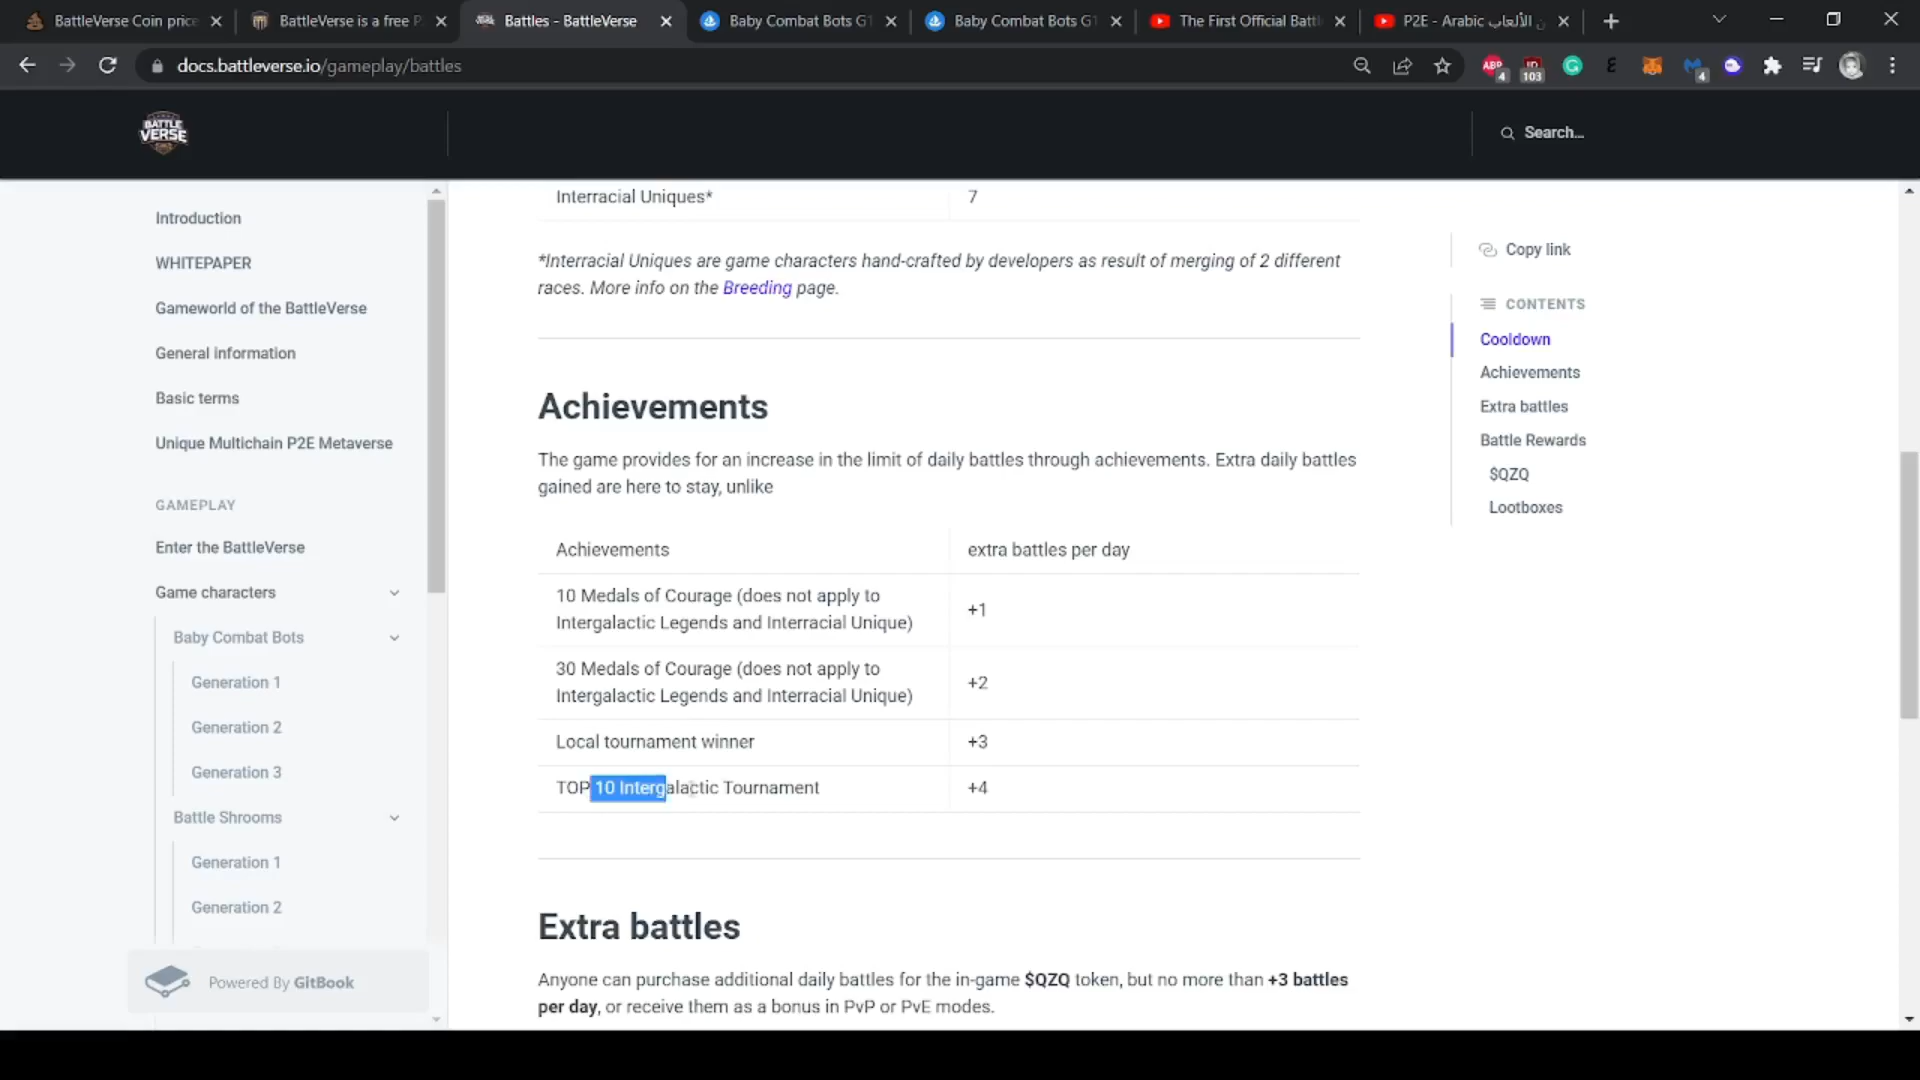 BattleVerse Coin price
BattleVerse is a free P
Battles - BattleVerse
Baby Combat Bots G1
Baby Combat Bots G1
The First Official Battl
P2E - Arabic ن الألعاب
docs.battleverse.io/gameplay/battles
ABP
4
103
4
BATTLE
VERSE
Search...
Introduction
WHITEPAPER
Gameworld of the BattleVerse
General information
Basic terms
Unique Multichain P2E Metaverse
GAMEPLAY
Enter the BattleVerse
Game characters
Baby Combat Bots
Generation 1
Generation 2
Generation 3
Battle Shrooms
Generation 1
Generation 2
Powered By GitBook
Interracial Uniques*
7
*Interracial Uniques are game characters hand-crafted by developers as result of merging of 2 different
races. More info on the Breeding page.
Achievements
The game provides for an increase in the limit of daily battles through achievements. Extra daily battles
gained are here to stay, unlike
Achievements
extra battles per day
10 Medals of Courage (does not apply to
Intergalactic Legends and Interracial Unique)
+1
30 Medals of Courage (does not apply to
Intergalactic Legends and Interracial Unique)
+2
Local tournament winner
+3
TOP 10 Intergalactic Tournament
+4
Extra battles
Anyone can purchase additional daily battles for the in-game $QZQ token, but no more than +3 battles
per day, or receive them as a bonus in PvP or PvE modes.
Copy link
CONTENTS
Cooldown
Achievements
Extra battles
Battle Rewards
$QZQ
Lootboxes